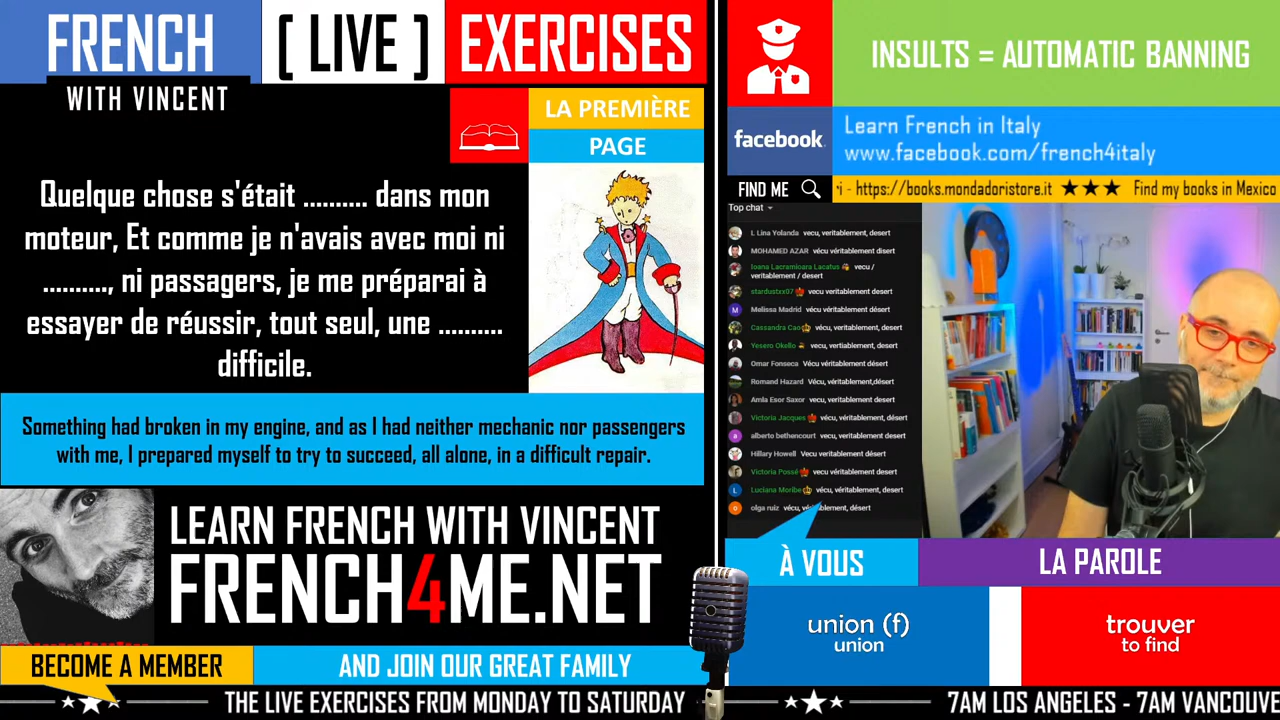 FRENCH
[ LIVE ]
EXERCISES
WITH VINCENT
LA PREMIÈRE
PAGE
Quelque chose s'était .......... dans mon
moteur, Et comme je n'avais avec moi ni
.........., ni passagers, je me préparai à
essayer de réussir, tout seul, une ..........
difficile.
Something had broken in my engine, and as I had neither mechanic nor passengers
with me, I prepared myself to try to succeed, all alone, in a difficult repair.
LEARN FRENCH WITH VINCENT
FRENCH4ME.NET
BECOME A MEMBER
AND JOIN OUR GREAT FAMILY
THE LIVE EXERCISES FROM MONDAY TO SATURDAY
INSULTS = AUTOMATIC BANNING
facebook.
Learn French in Italy
www.facebook.com/french4italy
FIND ME
ri - https://books.mondadoristore.it ★★★ Find my books in Mexico
Top chat
L Lina Yolanda vecu, veritablement, desert
MOHAMED AZAR vécu véritablement disert
Ioana Lacramioara Lacatus vecu /
veritablement / desert
stardustxx07 vecu veritablement desert
M Melissa Madrid vécu, véritablement, désert
Cassandra Cao vécu, veritablement, desert
Yesero Okello vecu, vertiablement, desert
Omar Fonseca Vécu véritablement désert
Romand Hazard Vécu, véritablement,désert
Amla Esor Saxor vecu, veritablement, desert
Victoria Jacques vécu, véritablement, désert
a alberto bethencourt vecu, veritablement desert
Hillary Howell Vecu veritablement désert
Victoria Possé vecu veritablement desert
L Luciana Moribe vécu, véritablement, desert
o olga ruiz désert
À VOUS
LA PAROLE
union (f)
union
trouver
to find
7AM LOS ANGELES - 7AM VANCOUVE